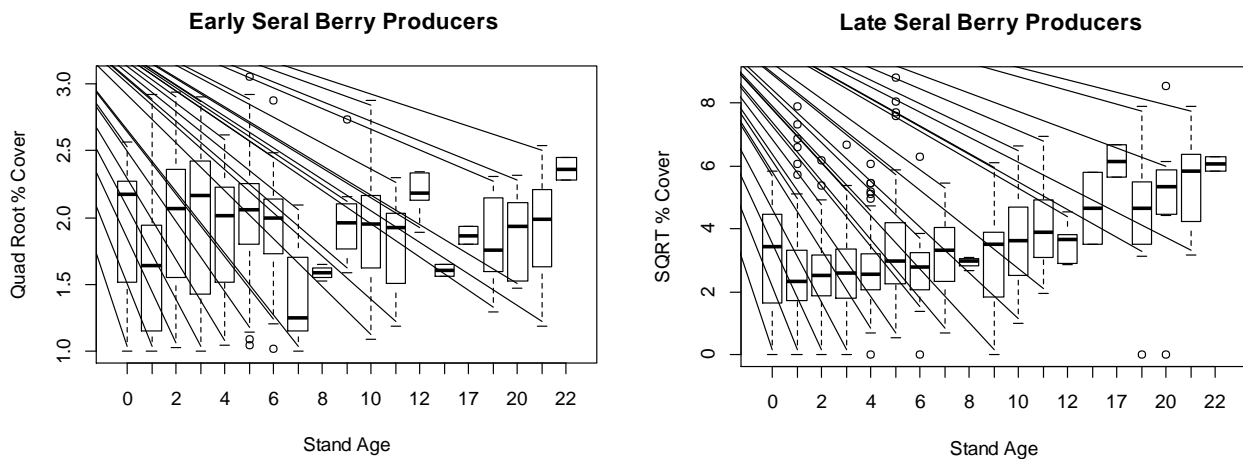 Early Seral Berry Producers
Quad Root % Cover
3.0
2.5
2.0
1.5
1.0
0 2 4 6 8 10 12 17 20 22
Stand Age
Late Seral Berry Producers
SQRT % Cover
8
6
4
2
0
0 2 4 6 8 10 12 17 20 22
Stand Age